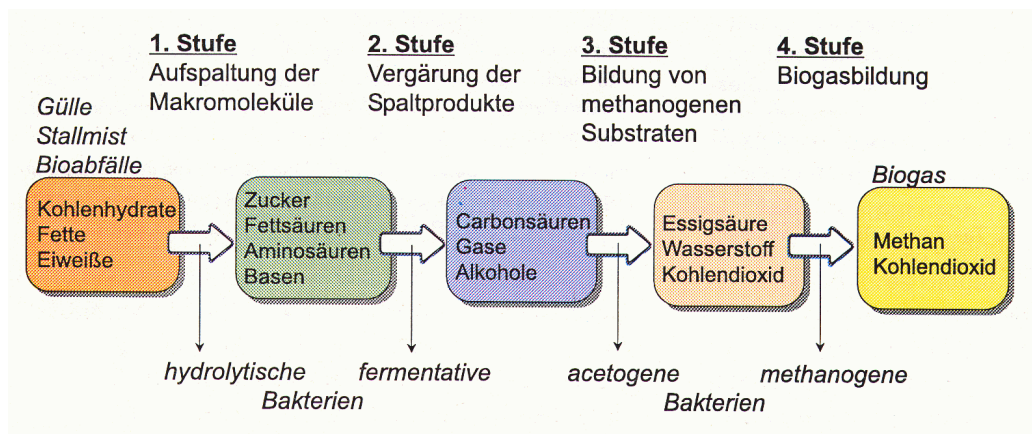 1. Stufe
Aufspaltung der
Makromoleküle
2. Stufe
Vergärung der
Spaltprodukte
3. Stufe
Bildung von
methanogenen
Substraten
4. Stufe
Biogasbildung
Gülle
Stallmist
Bioabfälle
Kohlenhydrate
Fette
Eiweiße
Zucker
Fettsäuren
Aminosäuren
Basen
Carbonsäuren
Gase
Alkohole
Essigsäure
Wasserstoff
Kohlendioxid
Biogas
Methan
Kohlendioxid
hydrolytische
fermentative
Bakterien
acetogene
methanogene
Bakterien